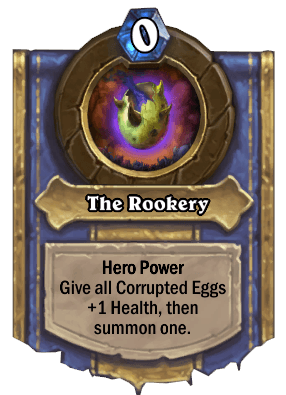 0
The Rookery
Hero Power
Give all Corrupted Eggs
+1 Health, then
summon one.